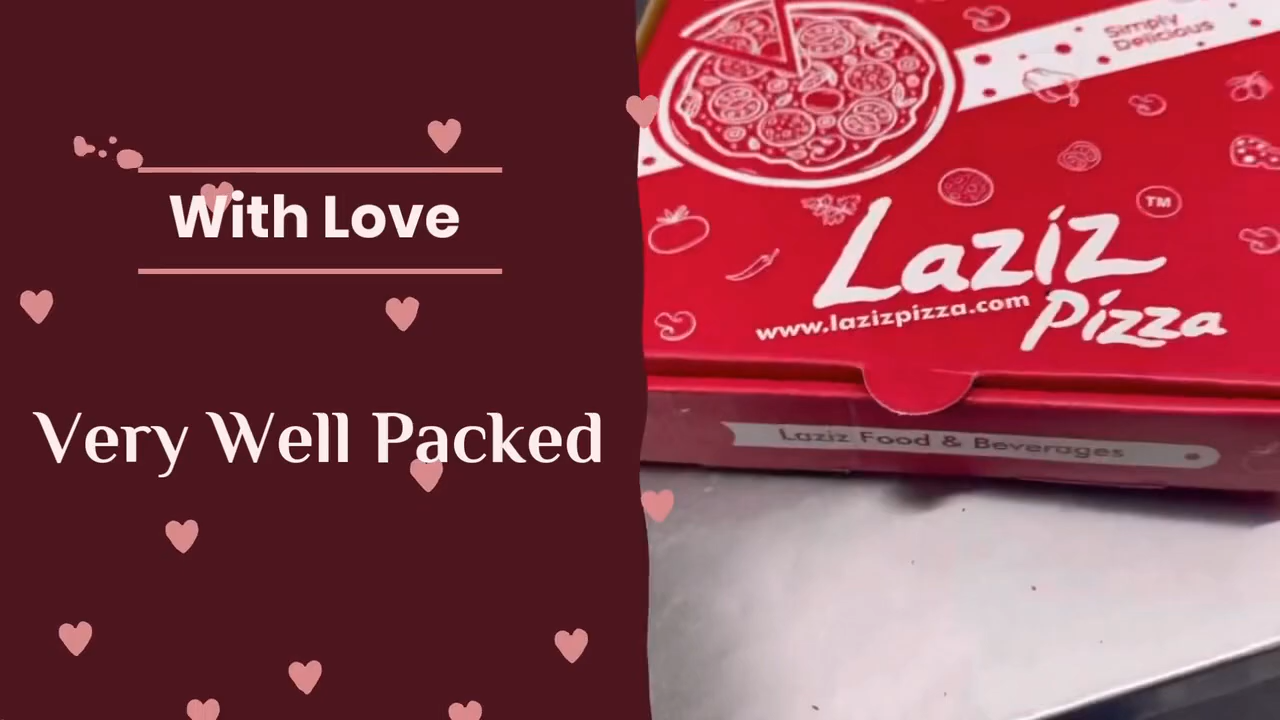 With Love
Very Well Packed
Simply
Delicious
Laziz
TM
www.lazizpizza.com
Pizza
Laziz Food & Beverages